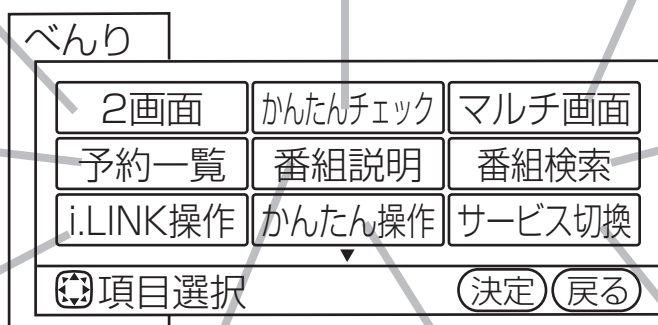 べんり
2画面 かんたんチェック マルチ画面
予約一覧 番組説明 番組検索
i.LINK操作 かんたん操作 サービス切換
▼
項目選択 決定 戻る